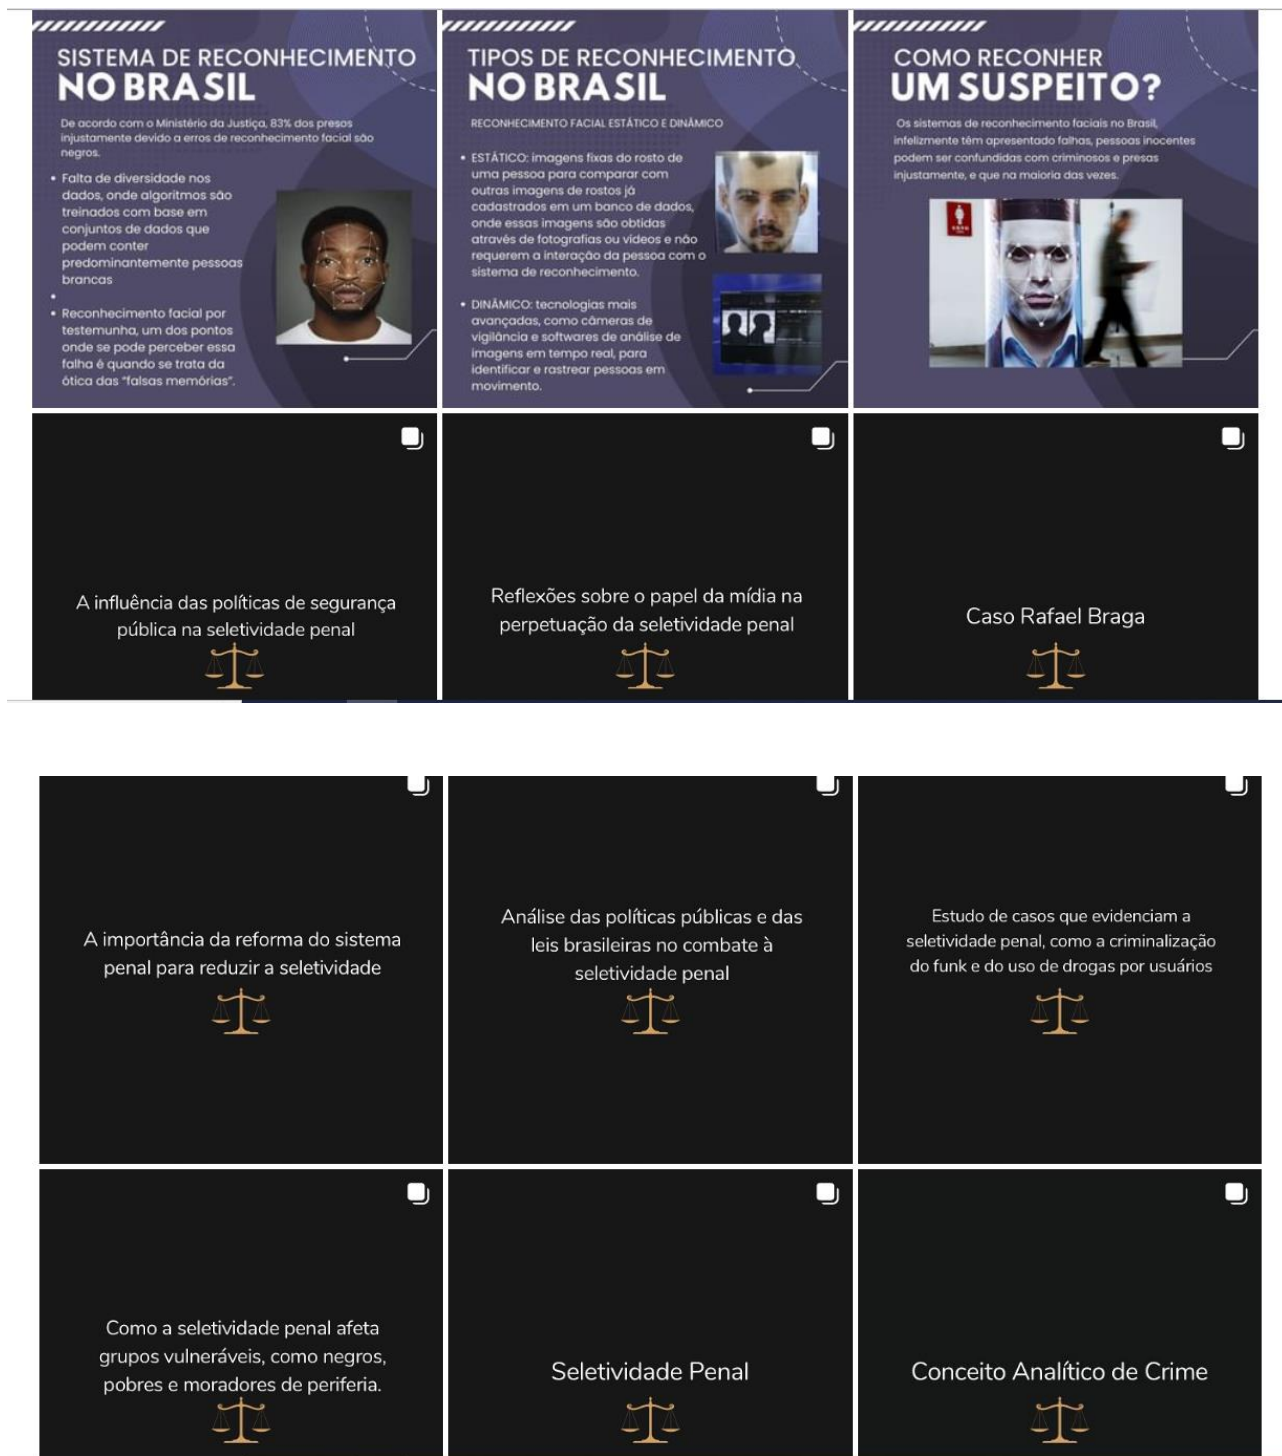 SISTEMA DE RECONHECIMENTO
NO BRASIL
De acordo com o Ministério da Justiça, 83% dos presos
injustamente devido a erros de reconhecimento facial são
negros.
• Falta de diversidade nos
dados, onde algoritmos são
treinados com base em
conjuntos de dados que
podem conter
predominantemente pessoas
brancas
•
• Reconhecimento facial por
testemunha, um dos pontos
onde se pode perceber essa
falha é quando se trata da
ótica das “falsas memórias”.
TIPOS DE RECONHECIMENTO
NO BRASIL
RECONHECIMENTO FACIAL ESTÁTICO E DINÂMICO
• ESTÁTICO: imagens fixas do rosto de
uma pessoa para comparar com
outras imagens de rostos já
cadastrados em um banco de dados,
onde essas imagens são obtidas
através de fotografias ou vídeos e não
requerem a interação da pessoa com o
sistema de reconhecimento.
• DINÂMICO: tecnologias mais
avançadas, como câmeras de
vigilância e softwares de análise de
imagens em tempo real, para
identificar e rastrear pessoas em
movimento.
COMO RECONHER
UM SUSPEITO?
Os sistemas de reconhecimento faciais no Brasil,
infelizmente têm apresentado falhas, pessoas inocentes
podem ser confundidas com criminosos e presas
injustamente, e que na maioria das vezes.
A influência das políticas de segurança
pública na seletividade penal
Reflexões sobre o papel da mídia na
perpetuação da seletividade penal
Caso Rafael Braga
A importância da reforma do sistema
penal para reduzir a seletividade
Análise das políticas públicas e das
leis brasileiras no combate à
seletividade penal
Estudo de casos que evidenciam a
seletividade penal, como a criminalização
do funk e do uso de drogas por usuários
Como a seletividade penal afeta
grupos vulneráveis, como negros,
pobres e moradores de periferia.
Seletividade Penal
Conceito Analítico de Crime